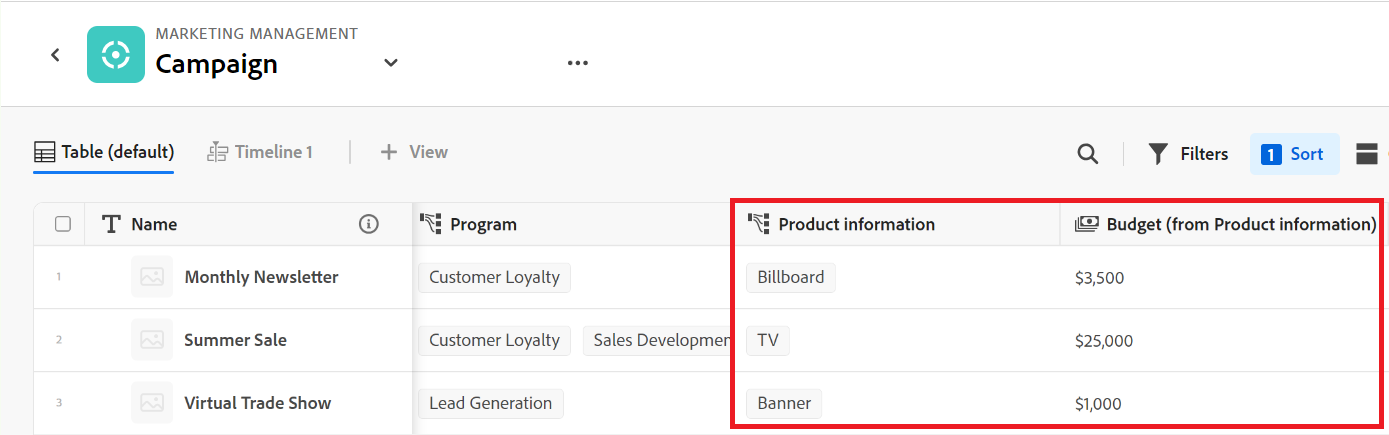 MARKETING MANAGEMENT
Campaign
Table (default) Timeline 1 View Filters 1 Sort
Name Program Product information Budget (from Product information)
1 Monthly Newsletter Customer Loyalty Billboard $3,500
2 Summer Sale Customer Loyalty Sales Developmen TV $25,000
3 Virtual Trade Show Lead Generation Banner $1,000